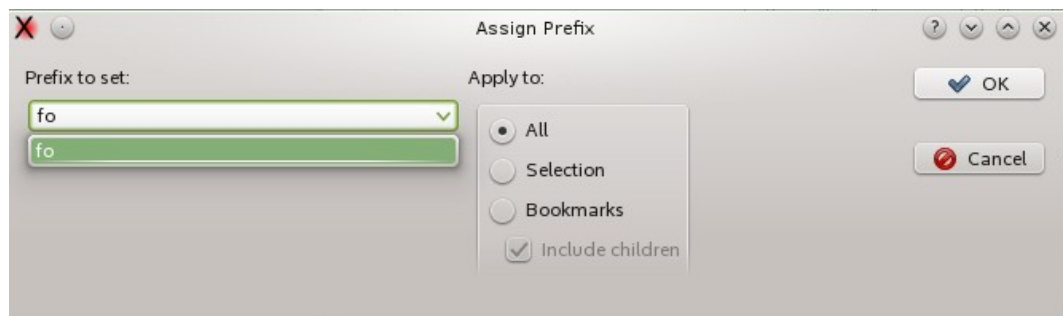 Assign Prefix
Prefix to set:
Apply to:
OK
fo
fo
All
Selection
Cancel
Bookmarks
Include children